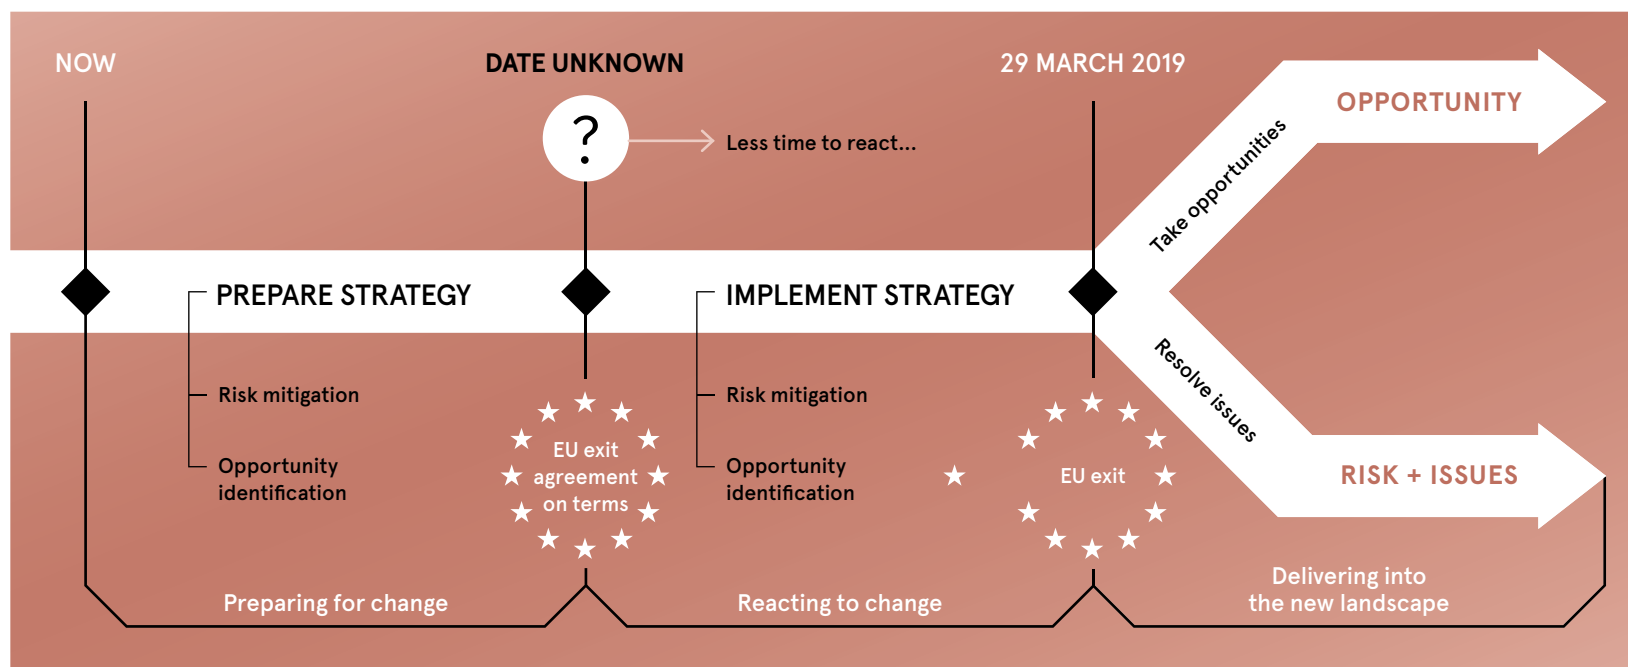 NOW
DATE UNKNOWN
29 MARCH 2019
?
Less time to react...
OPPORTUNITY
Take opportunities
PREPARE STRATEGY
Risk mitigation
Opportunity
identification
EU exit
agreement
on terms
IMPLEMENT STRATEGY
Risk mitigation
Opportunity
identification
EU exit
Resolve issues
RISK + ISSUES
Preparing for change
Reacting to change
Delivering into
the new landscape